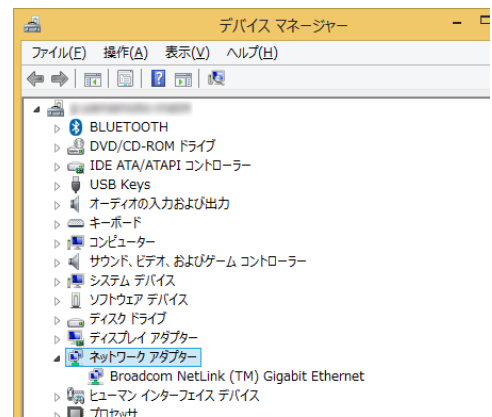 デバイス マネージャー
ファイル(F) 操作(A) 表示(V) ヘルプ(H)
BLUETOOTH
DVD/CD-ROM ドライブ
IDE ATA/ATAPI コントローラー
USB Keys
オーディオの入力および出力
キーボード
コンピューター
サウンド、ビデオ、およびゲーム コントローラー
システム デバイス
ソフトウェア デバイス
ディスク ドライブ
ディスプレイ アダプター
ネットワーク アダプター
Broadcom NetLink (TM) Gigabit Ethernet
ヒューマン インターフェイス デバイス
プロセッサ